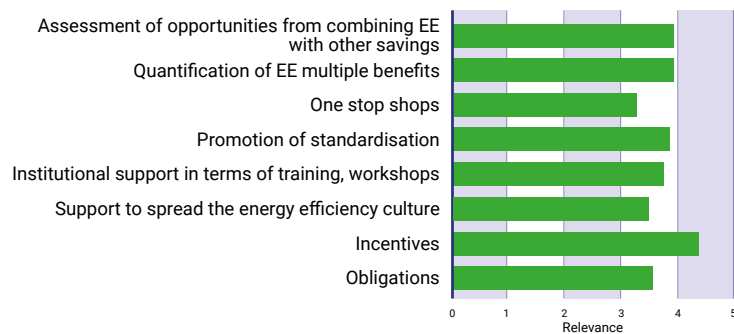 Assessment of opportunities from combining EE
with other savings
Quantification of EE multiple benefits
One stop shops
Promotion of standardisation
Institutional support in terms of training, workshops
Support to spread the energy efficiency culture
Incentives
Obligations
0 1 2 3 4 5
Relevance